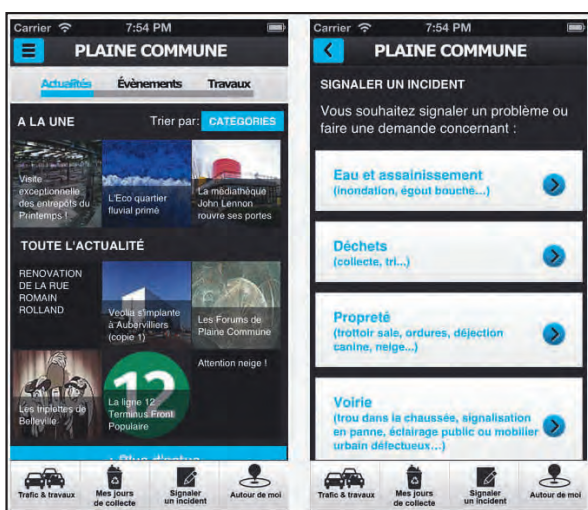 Carrier 7:54 PM
PLAINE COMMUNE
Actualités Évènements Travaux
A LA UNE Trier par: CATEGORIES
Visite
exceptionnelle
des entrepôts du
Printemps !
L'Eco quartier
fluvial primé
La médiathèque
John Lennon
rouvre ses portes
TOUTE L'ACTUALITÉ
RENOVATION
DE LA RUE
ROMAIN
ROLLAND
Veolia s'implante
à Aubervilliers
(copie 1)
Les Forums de
Plaine Commune
Les triplettes de
Belleville
12
La ligne 12
Terminus Front
Populaire
Attention neige !
+ Plus d'actus
Trafic & travaux
Mes jours
de collecte
Signaler
un incident
Autour de moi
Carrier 7:54 PM
PLAINE COMMUNE
SIGNALER UN INCIDENT
Vous souhaitez signaler un problème ou
faire une demande concernant :
Eau et assainissement
(inondation, égout bouché...)
Déchets
(collecte, tri...)
Propreté
(trottoir sale, ordures, déjection
canine, neige...)
Voirie
(trou dans la chaussée, signalisation
en panne, éclairage public ou mobilier
urbain défectueux...)
Trafic & travaux
Mes jours
de collecte
Signaler
un incident
Autour de moi